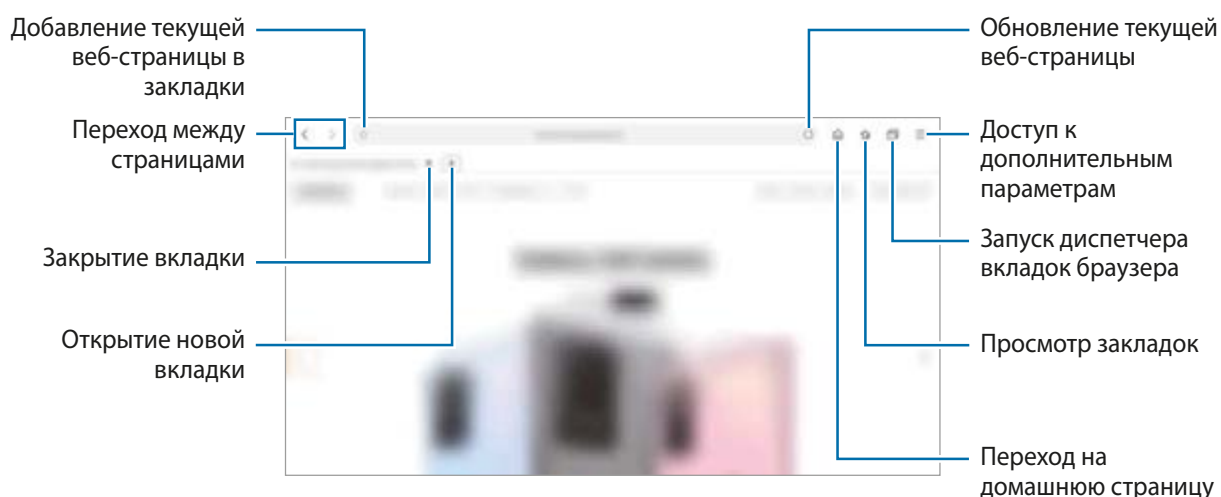 Добавление текущей
веб-страницы в
закладки
Переход между
страницами
Закрытие вкладки
Открытие новой
вкладки
Обновление текущей
веб-страницы
Доступ к
дополнительным
параметрам
Запуск диспетчера
вкладок браузера
Просмотр закладок
Переход на
домашнюю страницу